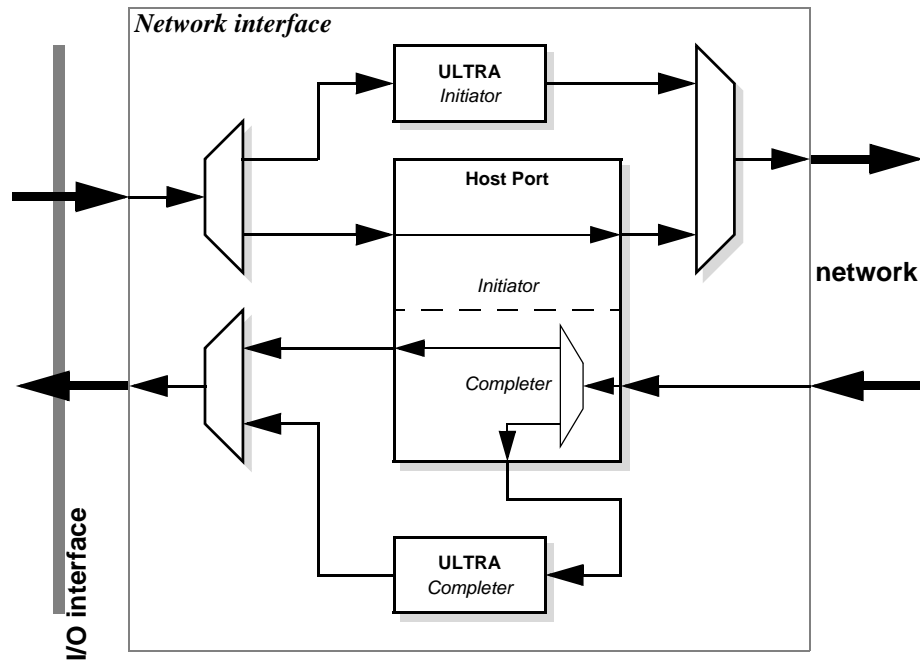 Network interface
ULTRA
Initiator
Host Port
Initiator
network
Completer
ULTRA
Completer
I/O interface